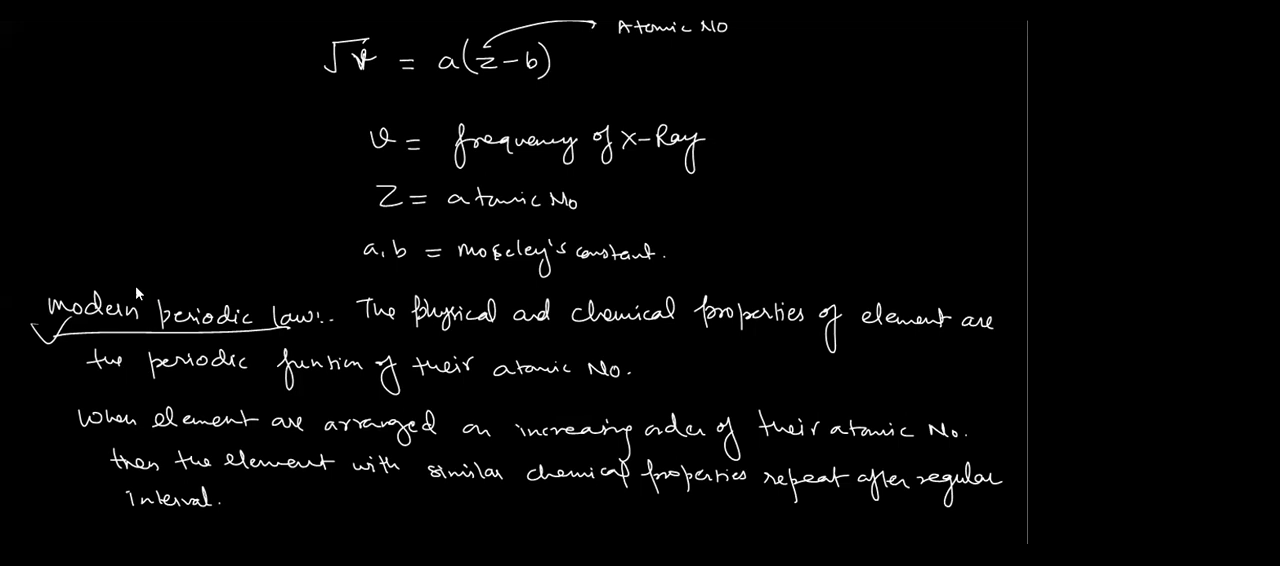 Atomic No
√ν = a(z-b)
ν = frequency of X-Ray
Z = atomic No
a, b = moseley's constant.
modern periodic law:. The physical and chemical properties of element are
the periodic funtion of their atomic No.
When element are arranged on increasing order of their atomic No.
then the element with similar chemical properties repeat after regular
interval.